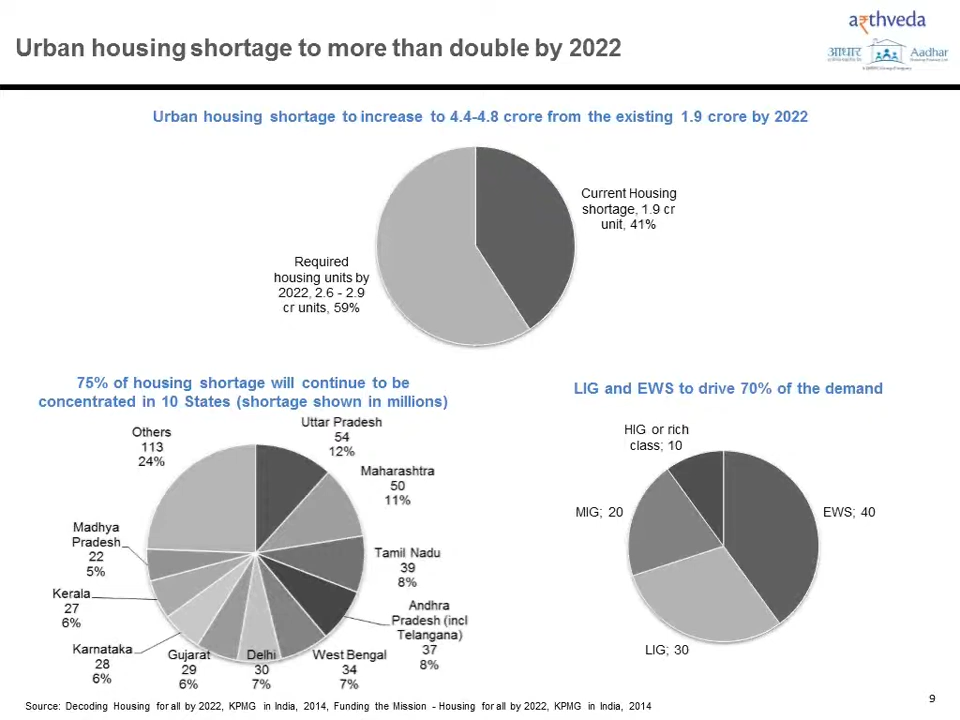 Urban housing shortage to more than double by 2022
a₹thveda
आधार
Aadhar
Urban housing shortage to increase to 4.4-4.8 crore from the existing 1.9 crore by 2022
Current Housing
shortage, 1.9 cr
unit, 41%
Required
housing units by
2022, 2.6 - 2.9
cr units, 59%
75% of housing shortage will continue to be
concentrated in 10 States (shortage shown in millions)
Others
113
24%
Uttar Pradesh
54
12%
Maharashtra
50
11%
Tamil Nadu
39
8%
Andhra
Pradesh (incl
Telangana)
37
8%
West Bengal
34
7%
Delhi
30
7%
Gujarat
29
6%
Karnataka
28
6%
Kerala
27
6%
Madhya
Pradesh
22
5%
LIG and EWS to drive 70% of the demand
HIG or rich
class; 10
MIG; 20
EWS; 40
LIG; 30
Source: Decoding Housing for all by 2022, KPMG in India, 2014, Funding the Mission - Housing for all by 2022, KPMG in India, 2014
9